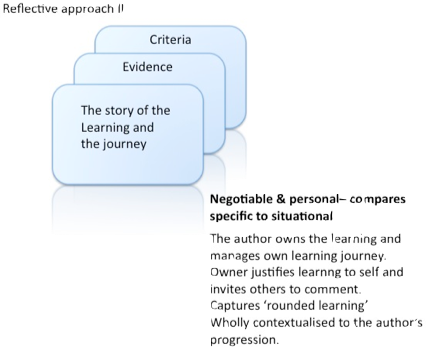 Reflective approach II
Criteria
Evidence
The story of the
Learning and
the journey
Negotiable & personal– compares
specific to situational
The author owns the learning and
manages own learning journey.
Owner justifies learnng to self and
invites others to comment.
Captures ‘rounded learning’
Wholly contextualised to the author’s
progression.